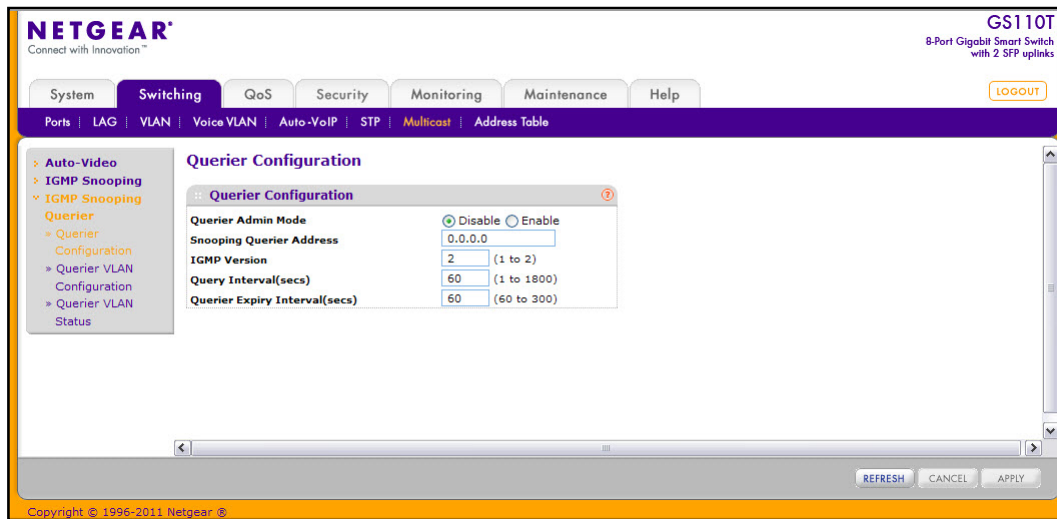 NETGEAR®
Connect with Innovation™
GS110T
8-Port Gigabit Smart Switch
with 2 SFP uplinks
System Switching QoS Security Monitoring Maintenance Help
LOGOUT
Ports LAG VLAN Voice VLAN Auto-VoIP STP Multicast Address Table
Auto-Video
IGMP Snooping
IGMP Snooping
Querier
» Querier
Configuration
» Querier VLAN
Configuration
» Querier VLAN
Status
Querier Configuration
Querier Configuration ?
Querier Admin Mode Disable Enable
Snooping Querier Address 0.0.0.0
IGMP Version 2 (1 to 2)
Query Interval(secs) 60 (1 to 1800)
Querier Expiry Interval(secs) 60 (60 to 300)
REFRESH CANCEL APPLY
Copyright © 1996-2011 Netgear ®